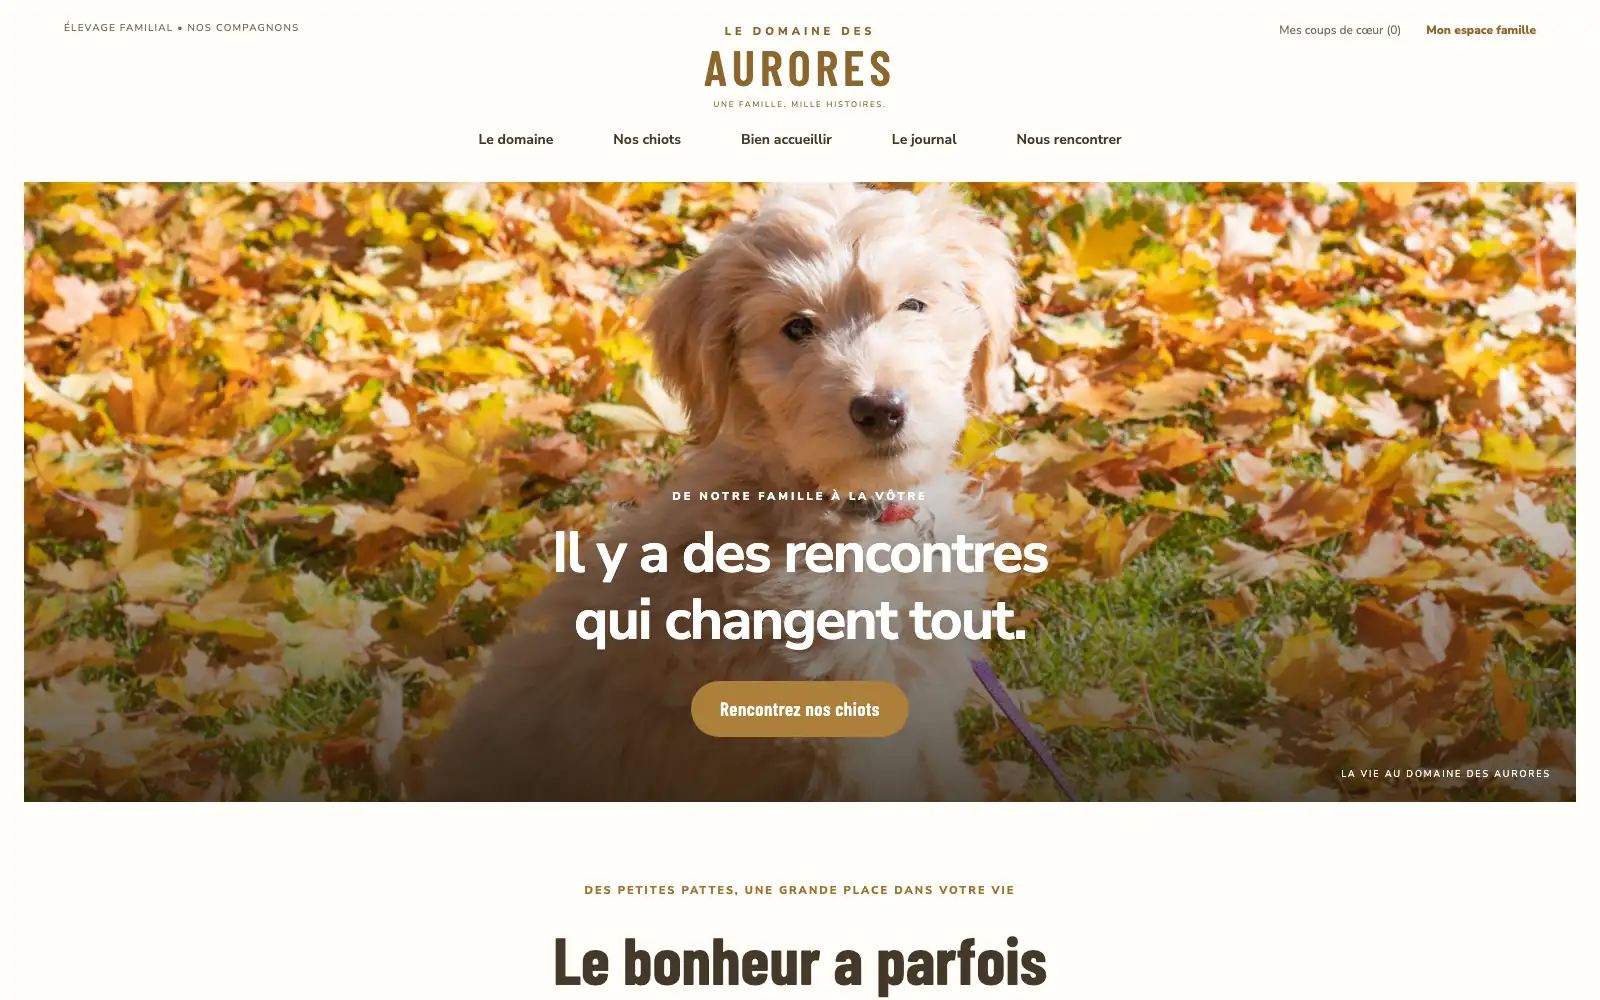 ÉLEVAGE FAMILIAL • NOS COMPAGNONS
LE DOMAINE DES
AURORES
UNE FAMILLE. MILLE HISTOIRES.
Mes coups de cœur (0)
Mon espace famille
Le domaine
Nos chiots
Bien accueillir
Le journal
Nous rencontrer
DE NOTRE FAMILLE À LA VÔTRE
Il y a des rencontres
qui changent tout.
Rencontrez nos chiots
LA VIE AU DOMAINE DES AURORES
DES PETITES PATTES, UNE GRANDE PLACE DANS VOTRE VIE
Le bonheur a parfois